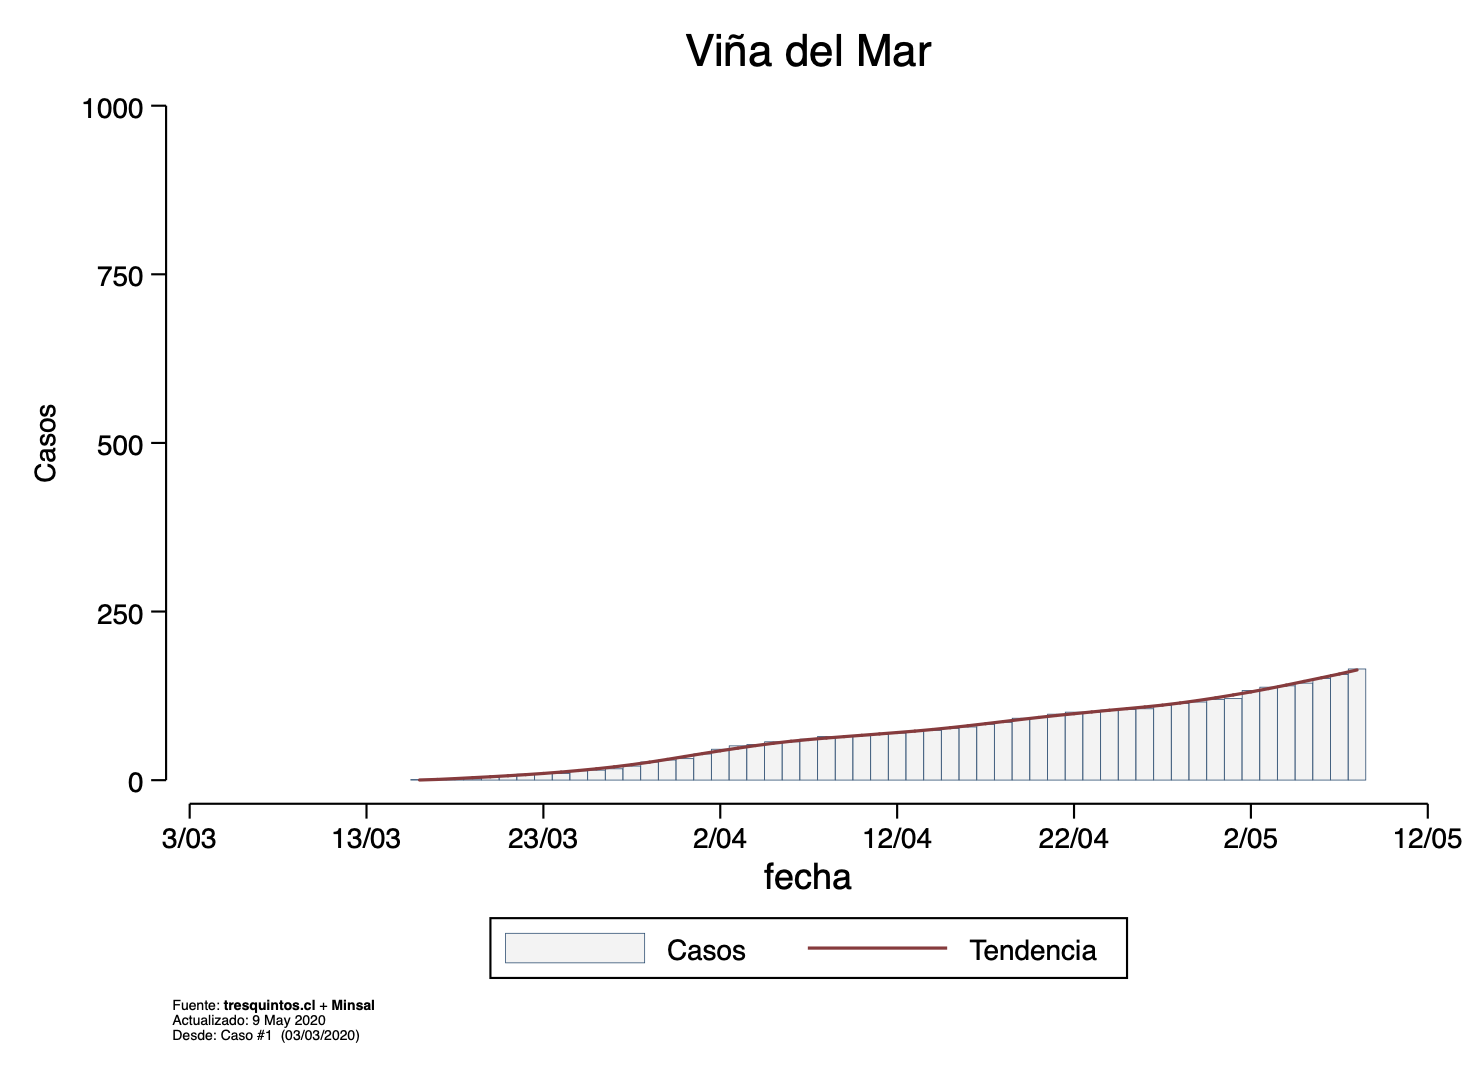 Viña del Mar
1000
750
500
250
0
Casos
3/03 13/03 23/03 2/04 12/04 22/04 2/05 12/05
fecha
Casos Tendencia
Fuente: tresquintos.cl + Minsal
Actualizado: 9 May 2020
Desde: Caso #1 (03/03/2020)